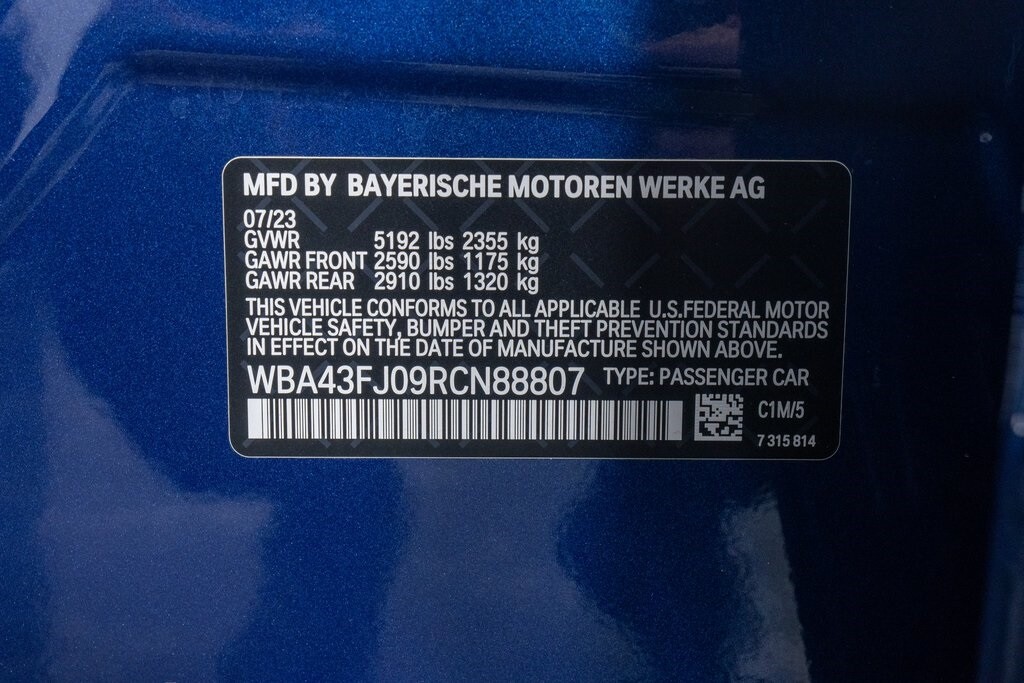 MFD BY BAYERISCHE MOTOREN WERKE AG
07/23
GVWR 5192 lbs 2355 kg
GAWR FRONT 2590 lbs 1175 kg
GAWR REAR 2910 lbs 1320 kg
THIS VEHICLE CONFORMS TO ALL APPLICABLE U.S.FEDERAL MOTOR
VEHICLE SAFETY, BUMPER AND THEFT PREVENTION STANDARDS
IN EFFECT ON THE DATE OF MANUFACTURE SHOWN ABOVE.
WBA43FJ09RCN88807 TYPE: PASSENGER CAR
C1M/5
7 315 814